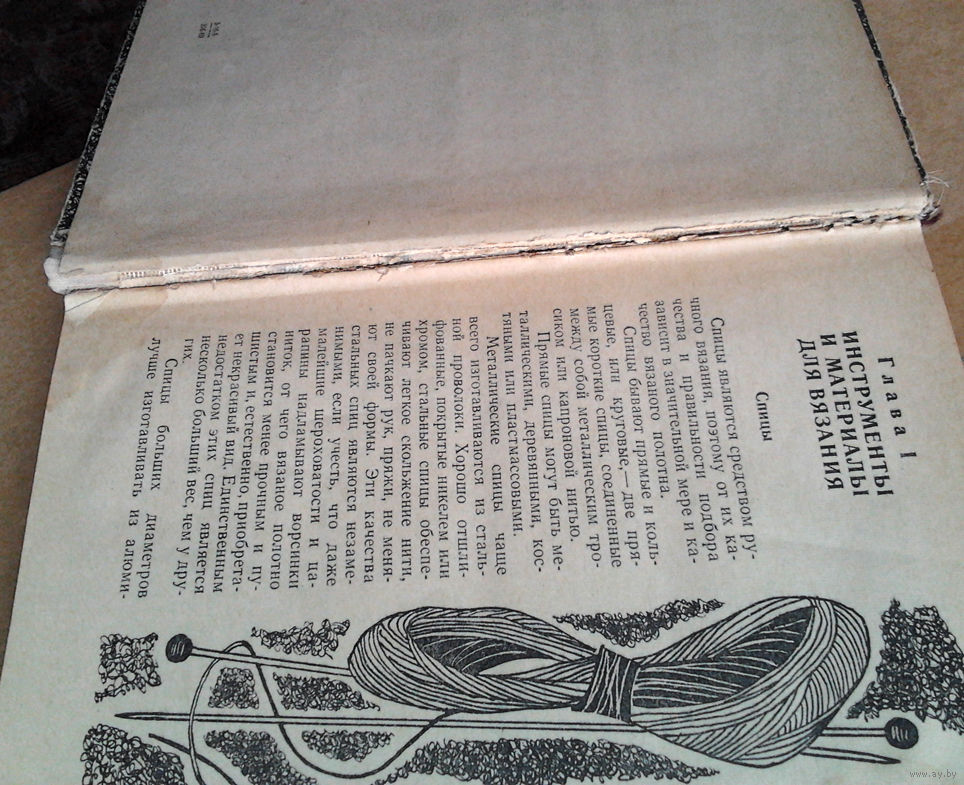 Глава I
ИНСТРУМЕНТЫ
И МАТЕРИАЛЫ
ДЛЯ ВЯЗАНИЯ
Спицы
Спицы являются средством ру-
чного вязания, поэтому от их ка-
чества и правильности подбора
зависит в значительной мере и ка-
чество вязаного полотна.
Спицы бывают прямые и коль-
цевые, или круговые,—две пря-
мые короткие спицы, соединенные
между собой металлическим тро-
сиком или капроновой нитью.
Прямые спицы могут быть ме-
таллическими, деревянными, кос-
тяными или пластмассовыми.
Металлические спицы чаще
всего изготавливаются из сталь-
ной проволоки. Хорошо отшли-
фованные, покрытые никелем или
хромом, стальные спицы обеспе-
чивают легкое скольжение нити,
не пачкают рук, пряжи, не меня-
ют своей формы. Эти качества
стальных спиц являются незаме-
нимыми, если учесть, что даже
малейшие шероховатости и ца-
рапины надламывают ворсинки
ниток, от чего вязаное полотно
становится менее прочным и пу-
шистым и, естественно, приобрета-
ет некрасивый вид. Единственным
недостатком этих спиц является
несколько больший вес, чем у дру-
гих.
Спицы больших диаметров
лучше изготавливать из алюми-
www.ay.by